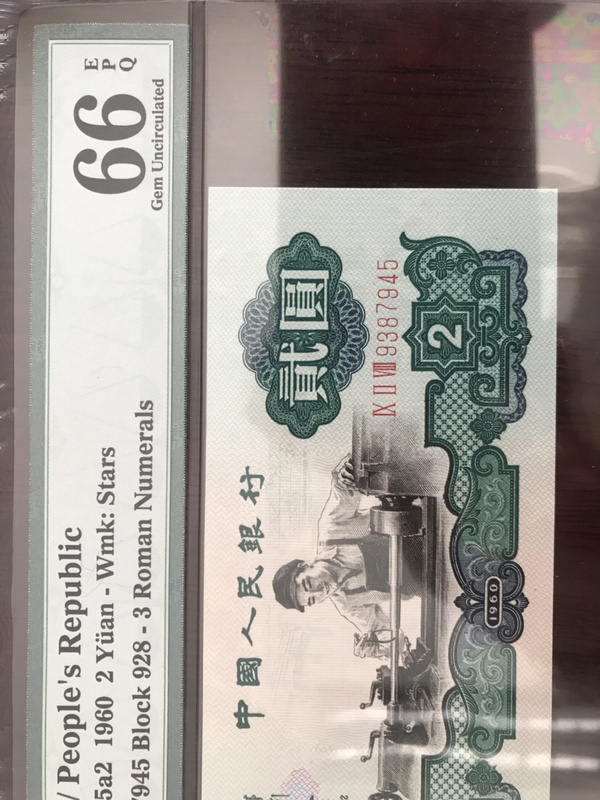 / People's Republic
5a2 1960 2 Yüan - Wmk: Stars
7945 Block 928 - 3 Roman Numerals
66
EPQ
Gem Uncirculated
中國人民銀行
貳圓
IX II VIII 9387945
2
1960